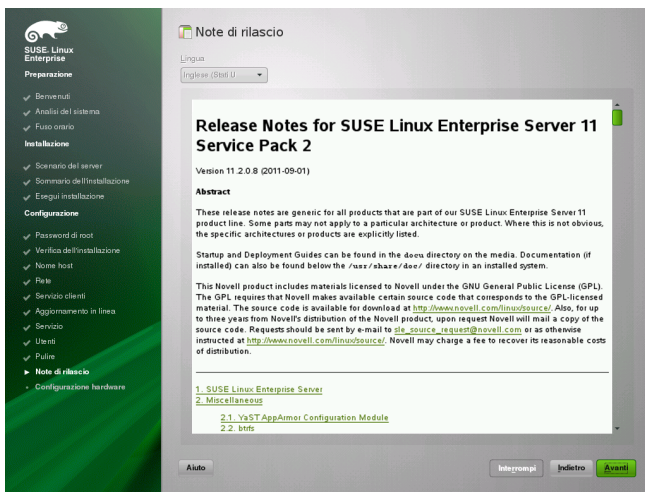 SUSE. Linux
Enterprise
Preparazione
Benvenuti
Analisi del sistema
Fuso orario
Installazione
Scenario del server
Sommario dell'installazione
Esegui installazione
Configurazione
Password di root
Verifica dell'installazione
Nome host
Rete
Servizio clienti
Aggiornamento in linea
Servizio
Utenti
Pulire
Note di rilascio
Configurazione hardware
Note di rilascio
Lingua
Inglese (Stati U
Release Notes for SUSE Linux Enterprise Server 11
Service Pack 2
Version 11.2.0.8 (2011-09-01)
Abstract
These release notes are generic for all products that are part of our SUSE Linux Enterprise Server 11
product line. Some parts may not apply to a particular architecture or product. Where this is not obvious,
the specific architectures or products are explicitly listed.
Startup and Deployment Guides can be found in the docu directory on the media. Documentation (if
installed) can also be found below the /usr/share/doc/ directory in an installed system.
This Novell product includes materials licensed to Novell under the GNU General Public License (GPL).
The GPL requires that Novell makes available certain source code that corresponds to the GPL-licensed
material. The source code is available for download at http://www.novell.com/linux/source/. Also, for up
to three years from Novell's distribution of the Novell product, upon request Novell will mail a copy of the
source code. Requests should be sent by e-mail to sle_source_request@novell.com or as otherwise
instructed at http://www.novell.com/linux/source/. Novell may charge a fee to recover its reasonable costs
of distribution.
1. SUSE Linux Enterprise Server
2. Miscellaneous
2.1. YaST AppArmor Configuration Module
2.2. btrfs
Aiuto
Interrompi
Indietro
Avanti